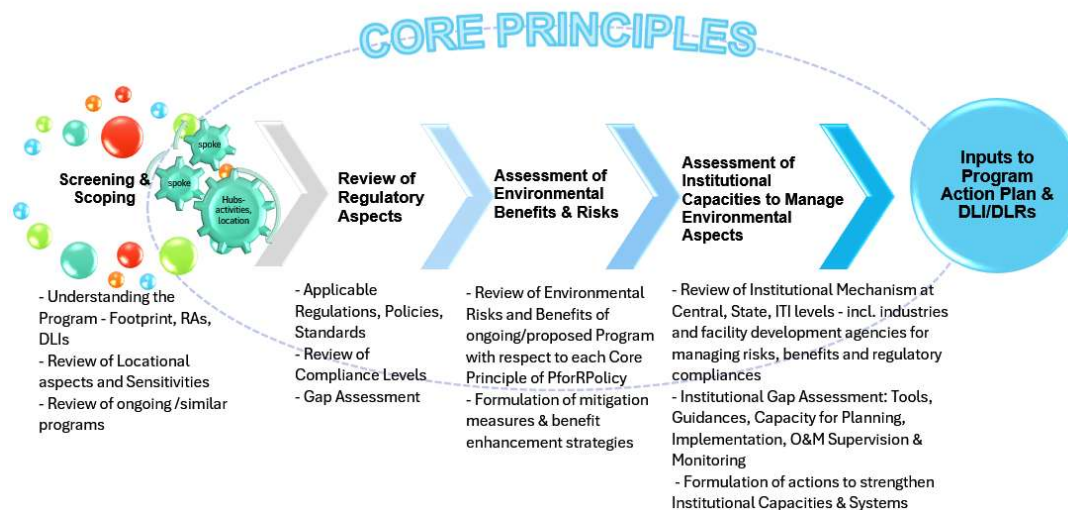 CORE PRINCIPLES
Screening &
Scoping
spoke
spoke
Hubs-
activities,
location
- Understanding the
Program - Footprint, RAs,
DLIs
- Review of Locational
aspects and Sensitivities
- Review of ongoing /similar
programs
Review of
Regulatory
Aspects
- Applicable
Regulations, Policies,
Standards
- Review of
Compliance Levels
- Gap Assessment
Assessment of
Environmental
Benefits & Risks
- Review of Environmental
Risks and Benefits of
ongoing/proposed Program
with respect to each Core
Principle of PforRPolicy
- Formulation of mitigation
measures & benefit
enhancement strategies
Assessment of
Institutional
Capacities to Manage
Environmental
Aspects
- Review of Institutional Mechanism at
Central, State, ITI levels - incl. industries
and facility development agencies for
managing risks, benefits and regulatory
compliances
- Institutional Gap Assessment: Tools,
Guidances, Capacity for Planning,
Implementation, O&M Supervision &
Monitoring
- Formulation of actions to strengthen
Institutional Capacities & Systems
Inputs to
Program
Action Plan &
DLI/DLRs